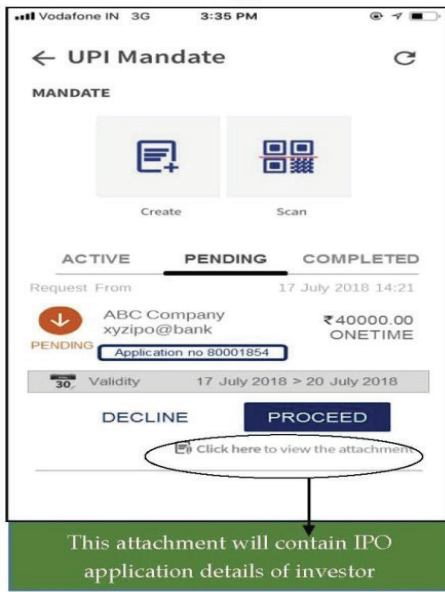 Vodafone IN 3G 3:35 PM
← UPI Mandate
MANDATE
Create Scan
ACTIVE PENDING COMPLETED
Request From 17 July 2018 14:21
ABC Company ₹40000.00
xyzipo@bank ONETIME
PENDING
Application no 80001854
30 Validity 17 July 2018 > 20 July 2018
DECLINE PROCEED
Click here to view the attachment
This attachment will contain IPO
application details of investor